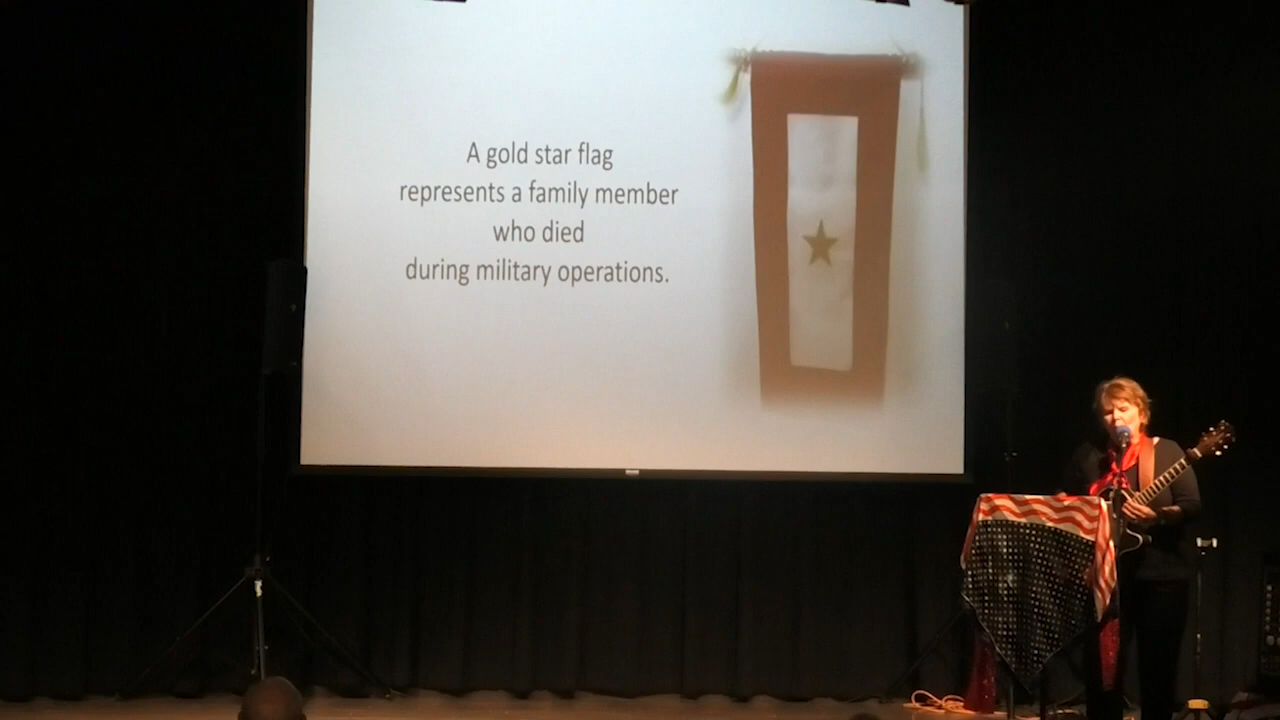 A gold star flag
represents a family member
who died
during military operations.